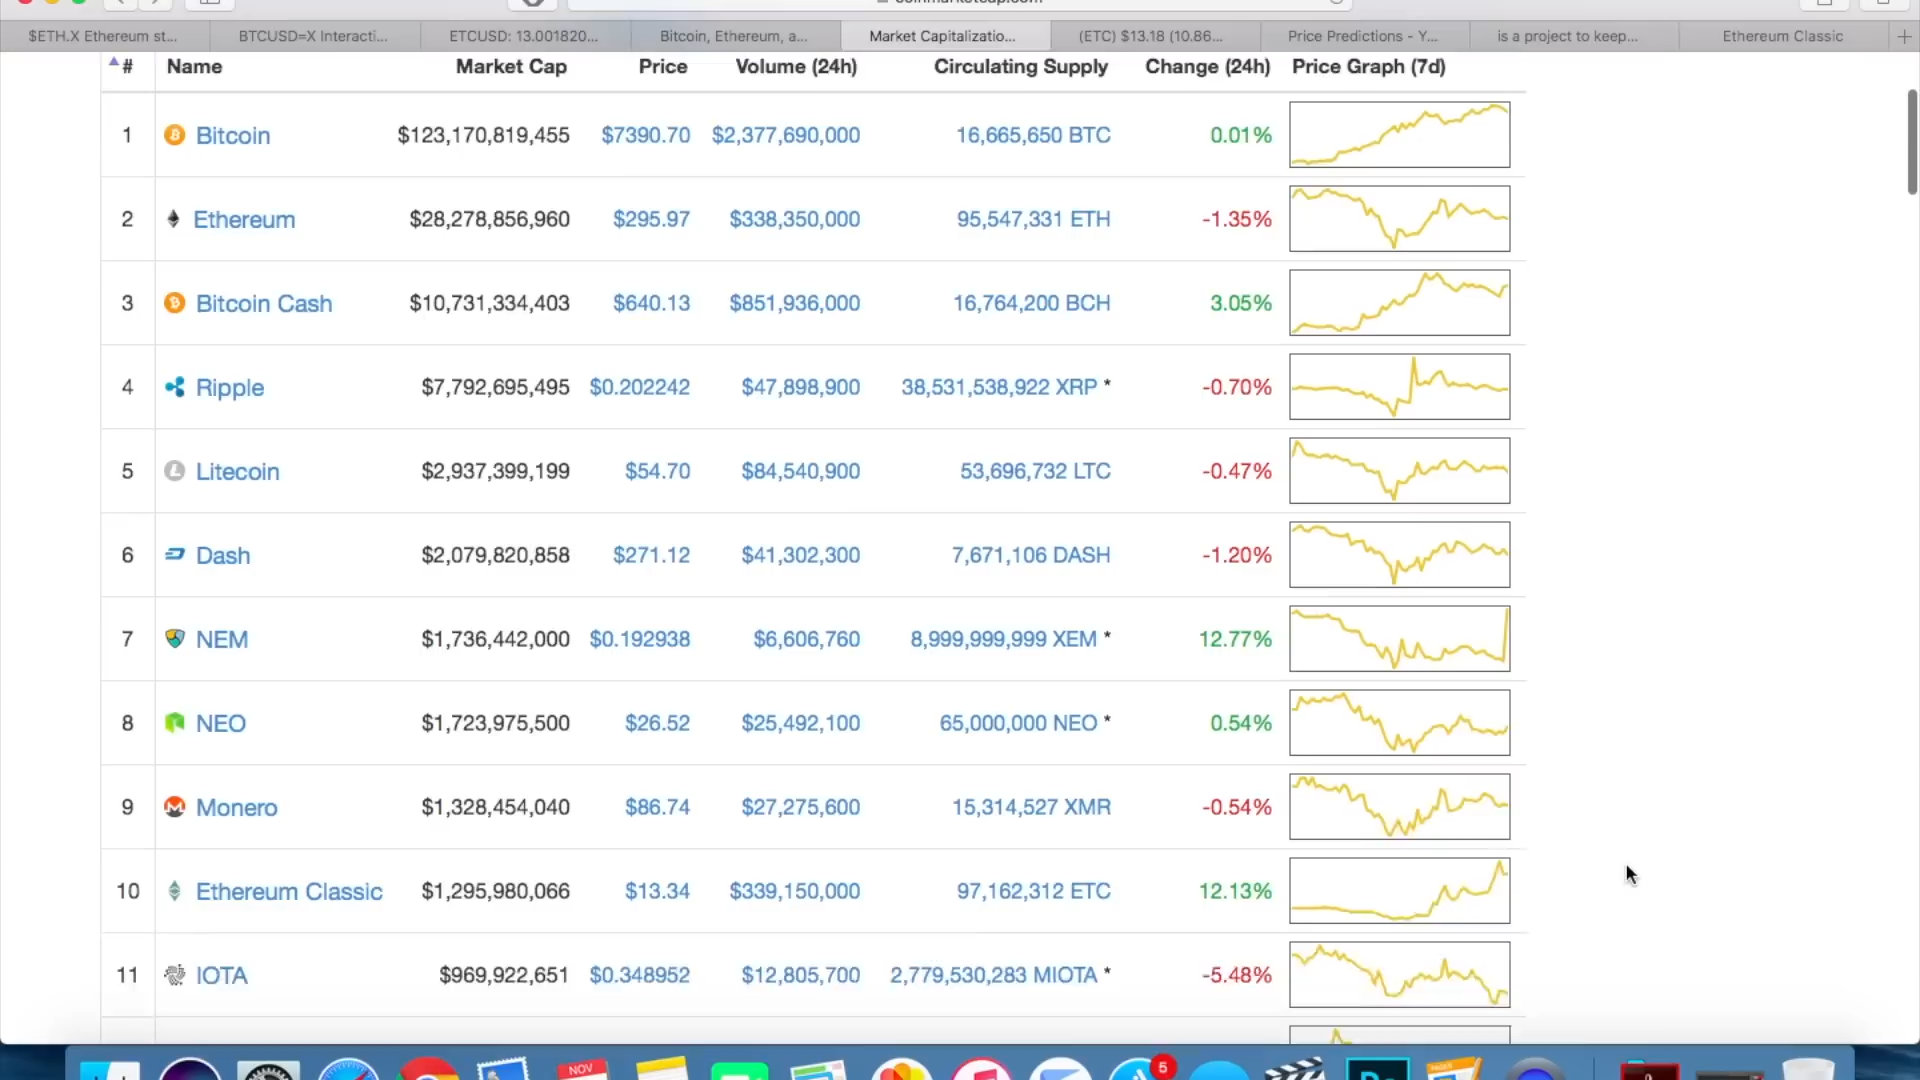 $ETH.X Ethereum st... BTCUSD=X Interacti... ETCUSD: 13.001820... Bitcoin, Ethereum, a... Market Capitalizatio... (ETC) $13.18 (10.86... Price Predictions - Y... is a project to keep... Ethereum Classic
# Name Market Cap Price Volume (24h) Circulating Supply Change (24h) Price Graph (7d)
1 Bitcoin $123,170,819,455 $7390.70 $2,377,690,000 16,665,650 BTC 0.01%
2 Ethereum $28,278,856,960 $295.97 $338,350,000 95,547,331 ETH -1.35%
3 Bitcoin Cash $10,731,334,403 $640.13 $851,936,000 16,764,200 BCH 3.05%
4 Ripple $7,792,695,495 $0.202242 $47,898,900 38,531,538,922 XRP * -0.70%
5 Litecoin $2,937,399,199 $54.70 $84,540,900 53,696,732 LTC -0.47%
6 Dash $2,079,820,858 $271.12 $41,302,300 7,671,106 DASH -1.20%
7 NEM $1,736,442,000 $0.192938 $6,606,760 8,999,999,999 XEM * 12.77%
8 NEO $1,723,975,500 $26.52 $25,492,100 65,000,000 NEO * 0.54%
9 Monero $1,328,454,040 $86.74 $27,275,600 15,314,527 XMR -0.54%
10 Ethereum Classic $1,295,980,066 $13.34 $339,150,000 97,162,312 ETC 12.13%
11 IOTA $969,922,651 $0.348952 $12,805,700 2,779,530,283 MIOTA * -5.48%
NOV 5